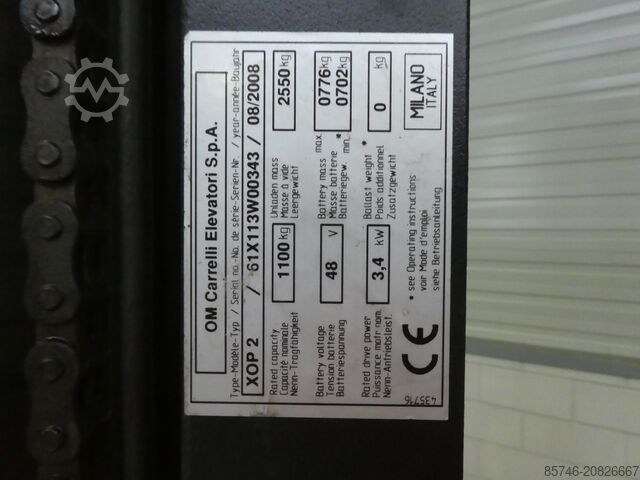 OM Carrelli Elevatori S.p.A.
Type-Modèle-Typ / Serial no.-No de série-Serien-Nr. / year-année-Baujahr
XOP 2 / 61X113W00343 / 08/2008
Rated capacity
Capacité nominale
Nenn-Tragfähigkeit
1100 kg
Unladen mass
Masse à vide
Leergewicht
2550 kg
Battery voltage
Tension batterie
Batteriespannung
48 V
Battery mass max
Masse batterie
Batteriegew. min. *
0776 kg
0702 kg
Rated drive power
Puissance motr nom.
Nenn-Antriebsleist
3,4 kW
Ballast weight *
Poids additionnel
Zusatzgewicht
0 kg
CE
* see Operating instructions
voir Mode d'emploi
siehe Betriebsanleitung
MILANO
ITALY
435716
85746-20826667